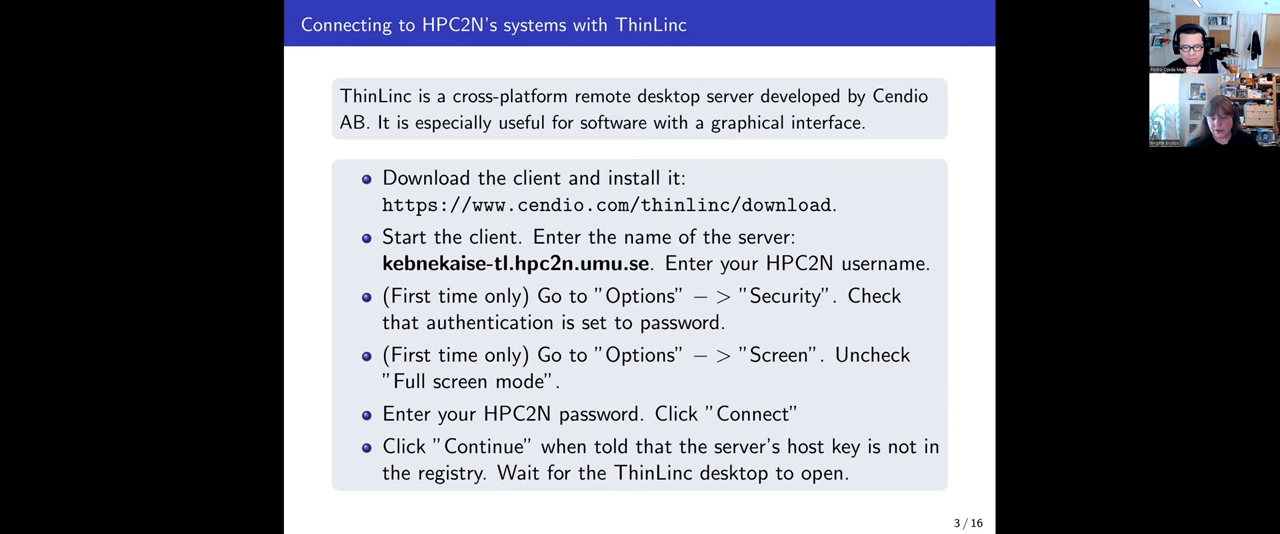 Connecting to HPC2N's systems with ThinLinc
ThinLinc is a cross-platform remote desktop server developed by Cendio
AB. It is especially useful for software with a graphical interface.
Download the client and install it:
https://www.cendio.com/thinlinc/download.
Start the client. Enter the name of the server:
kebnekaise-tl.hpc2n.umu.se. Enter your HPC2N username.
(First time only) Go to "Options" − > "Security". Check
that authentication is set to password.
(First time only) Go to "Options" − > "Screen". Uncheck
"Full screen mode".
Enter your HPC2N password. Click "Connect"
Click "Continue" when told that the server's host key is not in
the registry. Wait for the ThinLinc desktop to open.
3 / 16